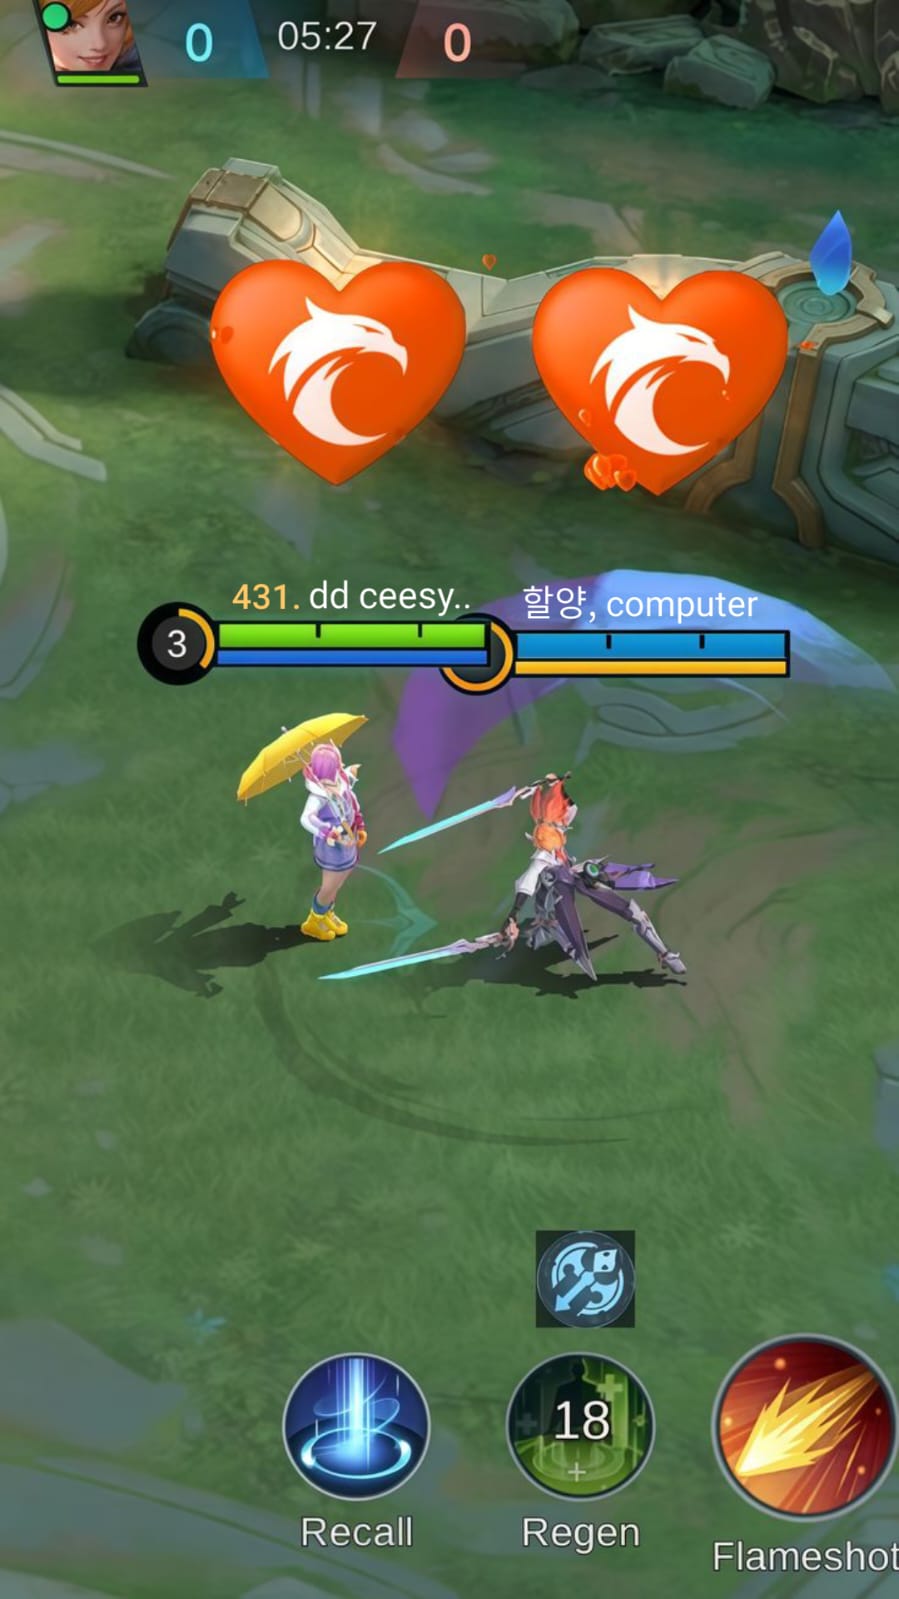 0 05:27 0
431. dd ceesy..
할양, computer
3
18
Recall
Regen
Flameshot